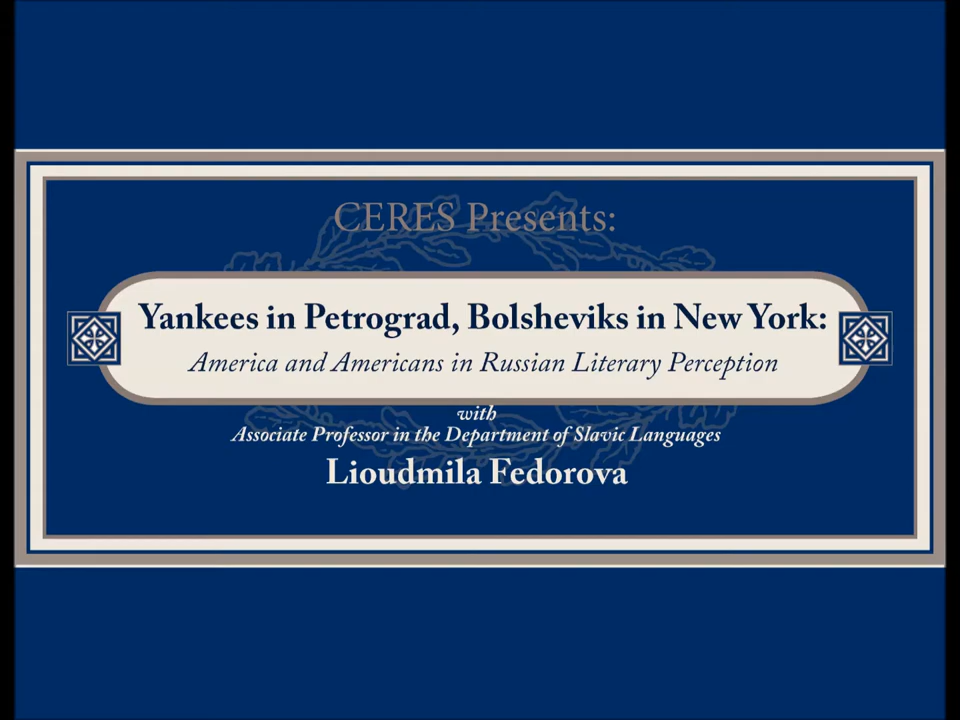 CERES Presents:
Yankees in Petrograd, Bolsheviks in New York:
America and Americans in Russian Literary Perception
with
Associate Professor in the Department of Slavic Languages
Lioudmila Fedorova